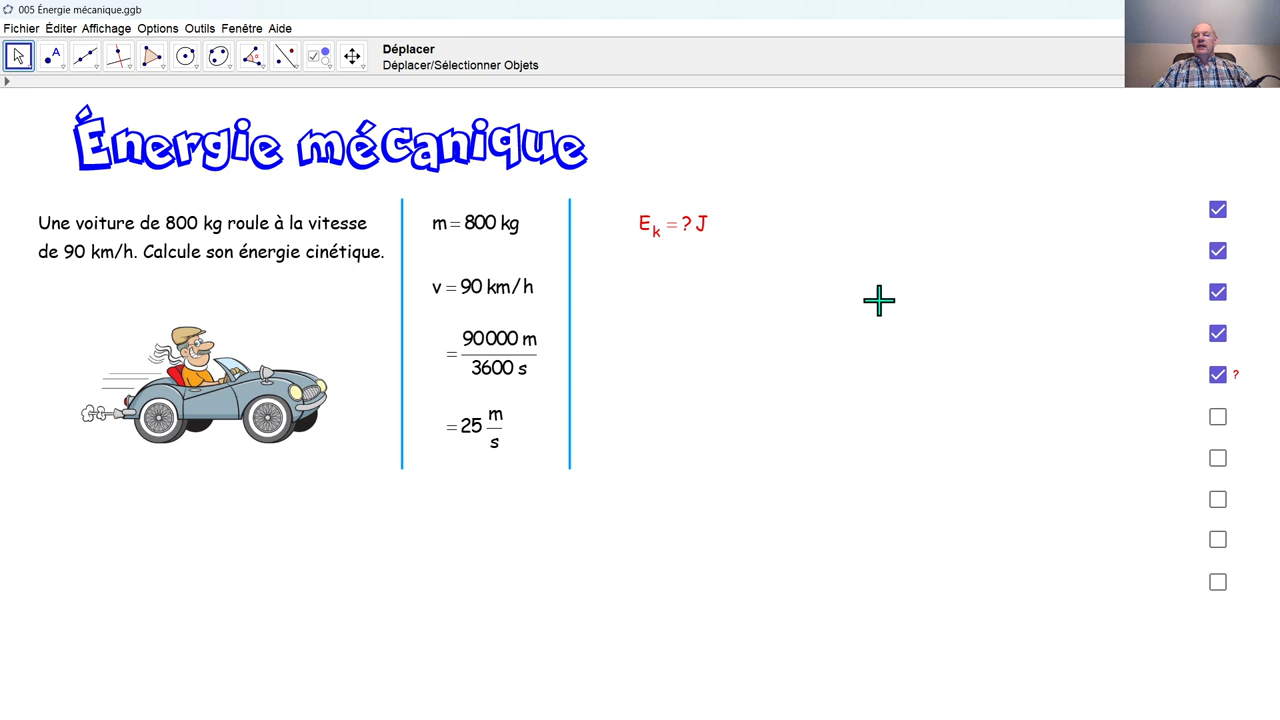 005 Énergie mécanique.ggb
Fichier Éditer Affichage Options Outils Fenêtre Aide
A
Déplacer
Déplacer/Sélectionner Objets
Énergie mécanique
Une voiture de 800 kg roule à la vitesse
de 90 km/h. Calcule son énergie cinétique.
m = 800 kg
v = 90 km/h
= 90000 m / 3600 s
= 25 m / s
E_k = ? J
?